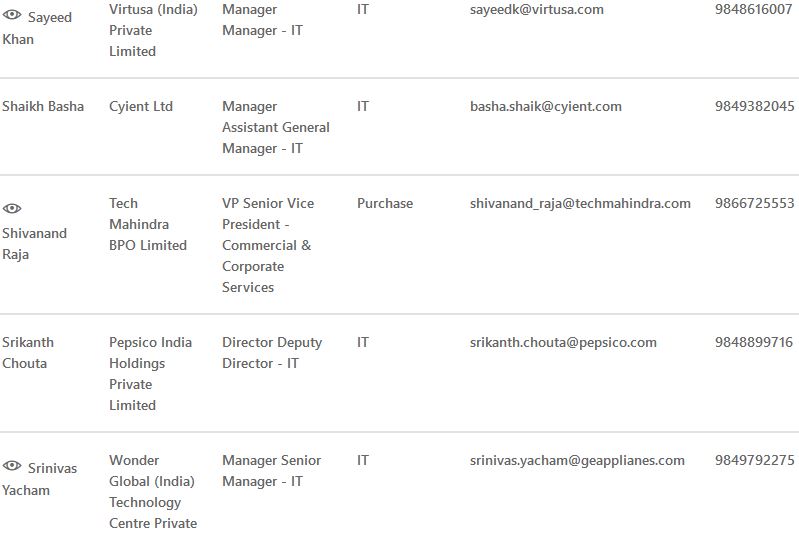 Sayeed Khan Virtusa (India) Private Limited Manager Manager - IT IT sayeedk@virtusa.com 9848616007
Shaikh Basha Cyient Ltd Manager Assistant General Manager - IT IT basha.shaik@cyient.com 9849382045
Shivanand Raja Tech Mahindra BPO Limited VP Senior Vice President - Commercial & Corporate Services Purchase shivanand_raja@techmahindra.com 9866725553
Srikanth Chouta Pepsico India Holdings Private Limited Director Deputy Director - IT IT srikanth.chouta@pepsico.com 9848899716
Srinivas Yacham Wonder Global (India) Technology Centre Private Manager Senior Manager - IT IT srinivas.yacham@geapplianes.com 9849792275